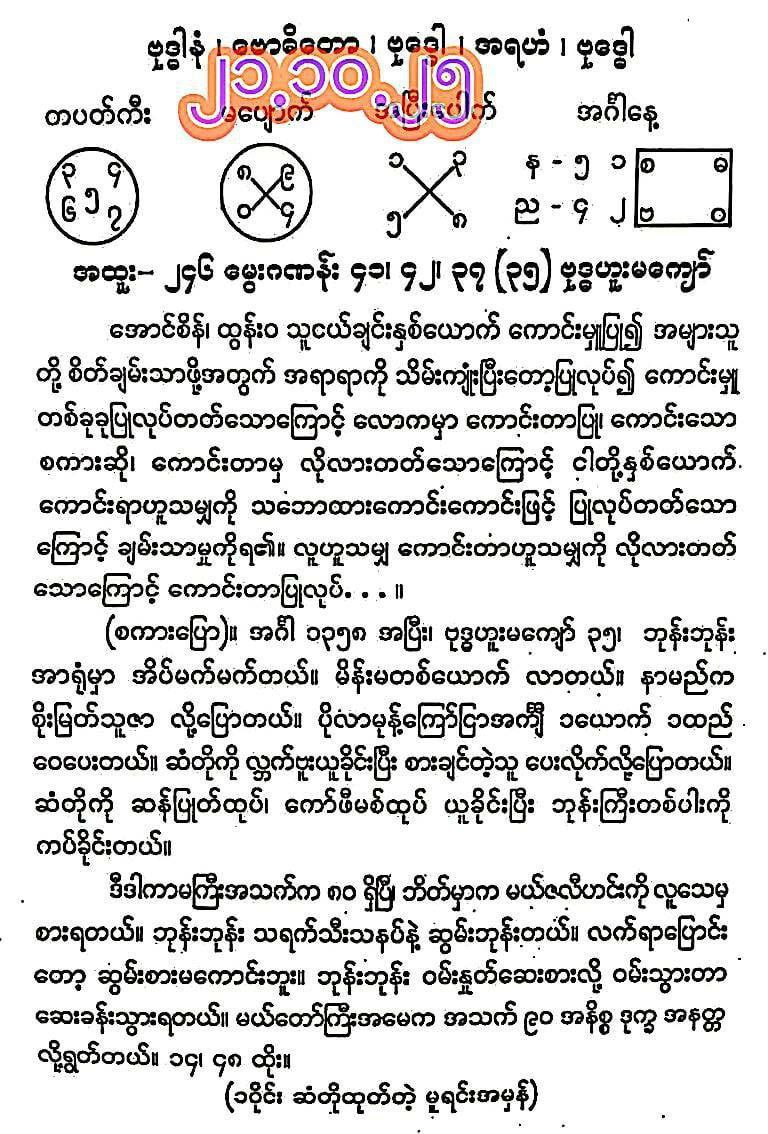 ဗုဒ္ဓါနံ ၊ ဗောဓိတော ၊ ဗုဒ္ဓေါ ၊ အရဟံ ၊ ဗုဒ္ဓေါ
၂၁.၁၀.၂၅
တပတ်ကီး မပျောက် အပြီးပေါက် အင်္ဂါနေ့
၃ ၄ ၈ ၉ ၁ ၃ န - ၅ ၁ စ ဓ
၆ ၅ ၇ ၀ ၄ ၅ ၈ ည - ၄ ၂ ဗ ဝ
အထူး- ၂၄၆ မွေးဂဏန်း ၄၁၊ ၄၂၊ ၃၇ (၃၅) ဗုဒ္ဓဟူးမကျော်
အောင်စိန်၊ ထွန်းဝ သူငယ်ချင်းနှစ်ယောက် ကောင်းမှုပြု၍ အများသူ
တို့ စိတ်ချမ်းသာဖို့အတွက် အရာရာကို သိမ်းကျုံးပြီးတော့ပြုလုပ်၍ ကောင်းမှု
တစ်ခုခုပြုလုပ်တတ်သောကြောင့် လောကမှာ ကောင်းတာပြု၊ ကောင်းသော
စကားဆို၊ ကောင်းတာမှ လိုလားတတ်သောကြောင့် ငါတို့နှစ်ယောက်
ကောင်းရာဟူသမျှကို သဘောထားကောင်းကောင်းဖြင့် ပြုလုပ်တတ်သော
ကြောင့် ချမ်းသာမှုကိုရ၏။ လူဟူသမျှ ကောင်းတာဟူသမျှကို လိုလားတတ်
သောကြောင့် ကောင်းတာပြုလုပ်. . . ။
(စကားပြော)။ အင်္ဂါ ၁၃၅၈ အပြီး၊ ဗုဒ္ဓဟူးမကျော် ၃၅၊ ဘုန်းဘုန်း
အာရုံမှာ အိပ်မက်မက်တယ်။ မိန်းမတစ်ယောက် လာတယ်။ နာမည်က
စိုးမြတ်သူဇာ လို့ပြောတယ်။ ပိုလာမုန့်ကြော်ငြာအင်္ကျီ ၁ယောက် ၁ထည်
ဝေပေးတယ်။ ဆံတိုကို လ္ဘက်ဗူးယူခိုင်းပြီး စားချင်တဲ့သူ ပေးလိုက်လို့ပြောတယ်။
ဆံတိုကို ဆန်ပြုတ်ထုပ်၊ ကော်ဖီမစ်ထုပ် ယူခိုင်းပြီး ဘုန်းကြီးတစ်ပါးကို
ကပ်ခိုင်းတယ်။
ဒီဒါကာမကြီးအသက်က ၈၀ ရှိပြီ၊ ဘိတ်မှာက မယ်ဇလီဟင်းကို လူသေမှ
စားရတယ်။ ဘုန်းဘုန်း သရက်သီးသနပ်နဲ့ ဆွမ်းဘုန်းတယ်။ လက်ရာပြောင်း
တော့ ဆွမ်းစားမကောင်းဘူး။ ဘုန်းဘုန်း ဝမ်းနှုတ်ဆေးစားလို့ ဝမ်းသွားတာ
ဆေးခန်းသွားရတယ်။ မယ်တော်ကြီးအမေက အသက် ၉၀ အနိစ္စ ဒုက္ခ အနတ္တ
လို့ရွတ်တယ်။ ၁၄၊ ၄၈ ထိုး။
(၁ဝိုင်း ဆံတိုထုတ်တဲ့ မူရင်းအမှန်)